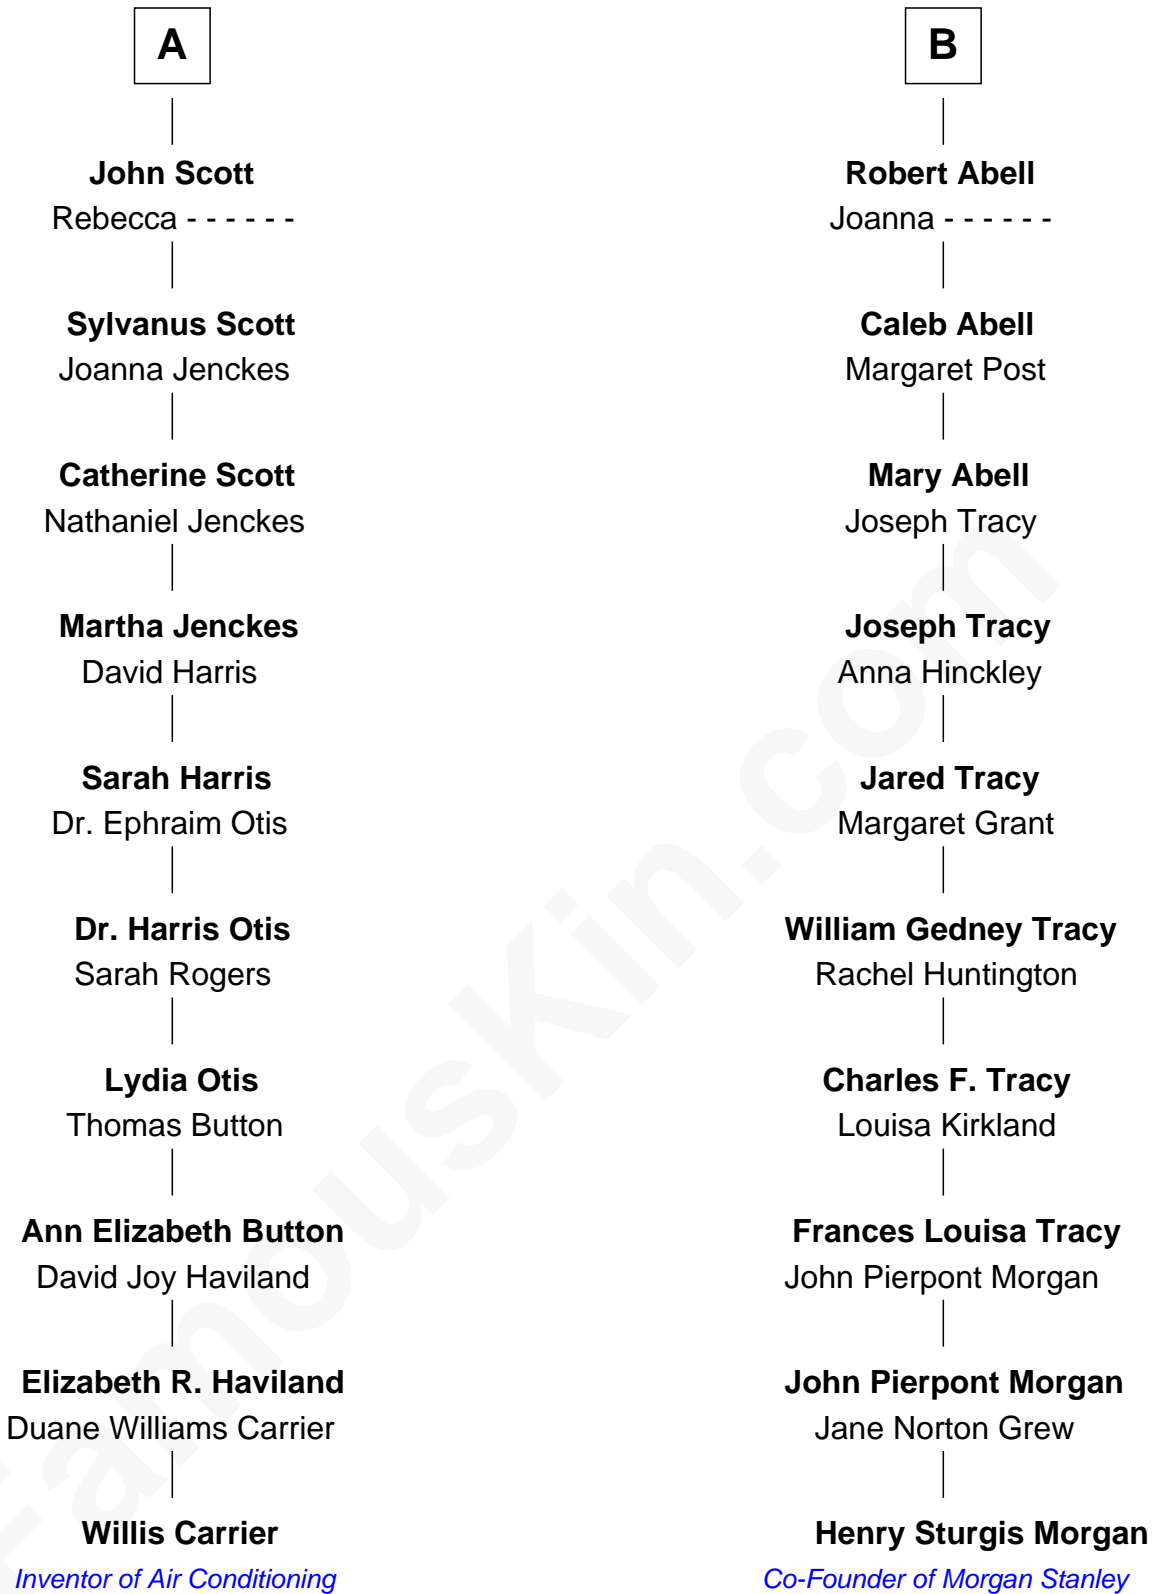 A
John Scott
Rebecca - - - - - -
Sylvanus Scott
Joanna Jenckes
Catherine Scott
Nathaniel Jenckes
Martha Jenckes
David Harris
Sarah Harris
Dr. Ephraim Otis
Dr. Harris Otis
Sarah Rogers
Lydia Otis
Thomas Button
Ann Elizabeth Button
David Joy Haviland
Elizabeth R. Haviland
Duane Williams Carrier
Willis Carrier
Inventor of Air Conditioning
B
Robert Abell
Joanna - - - - - -
Caleb Abell
Margaret Post
Mary Abell
Joseph Tracy
Joseph Tracy
Anna Hinckley
Jared Tracy
Margaret Grant
William Gedney Tracy
Rachel Huntington
Charles F. Tracy
Louisa Kirkland
Frances Louisa Tracy
John Pierpont Morgan
John Pierpont Morgan
Jane Norton Grew
Henry Sturgis Morgan
Co-Founder of Morgan Stanley
FamousKin.com